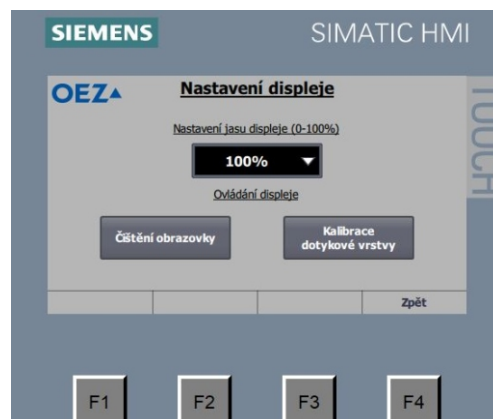 SIEMENS
SIMATIC HMI
TOUCH
OEZ
Nastavení displeje
Nastavení jasu displeje (0-100%)
100%
Ovládání displeje
Čištění obrazovky
Kalibrace
dotykové vrstvy
Zpět
F1
F2
F3
F4